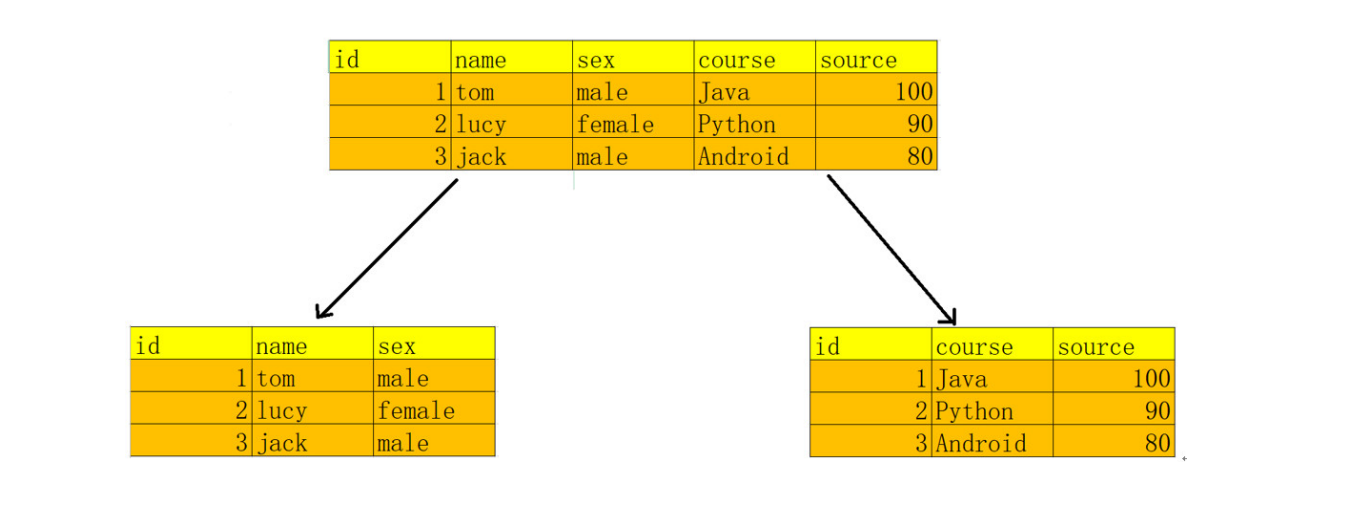 id name sex course source
1 tom male Java 100
2 lucy female Python 90
3 jack male Android 80
id name sex
1 tom male
2 lucy female
3 jack male
id course source
1 Java 100
2 Python 90
3 Android 80